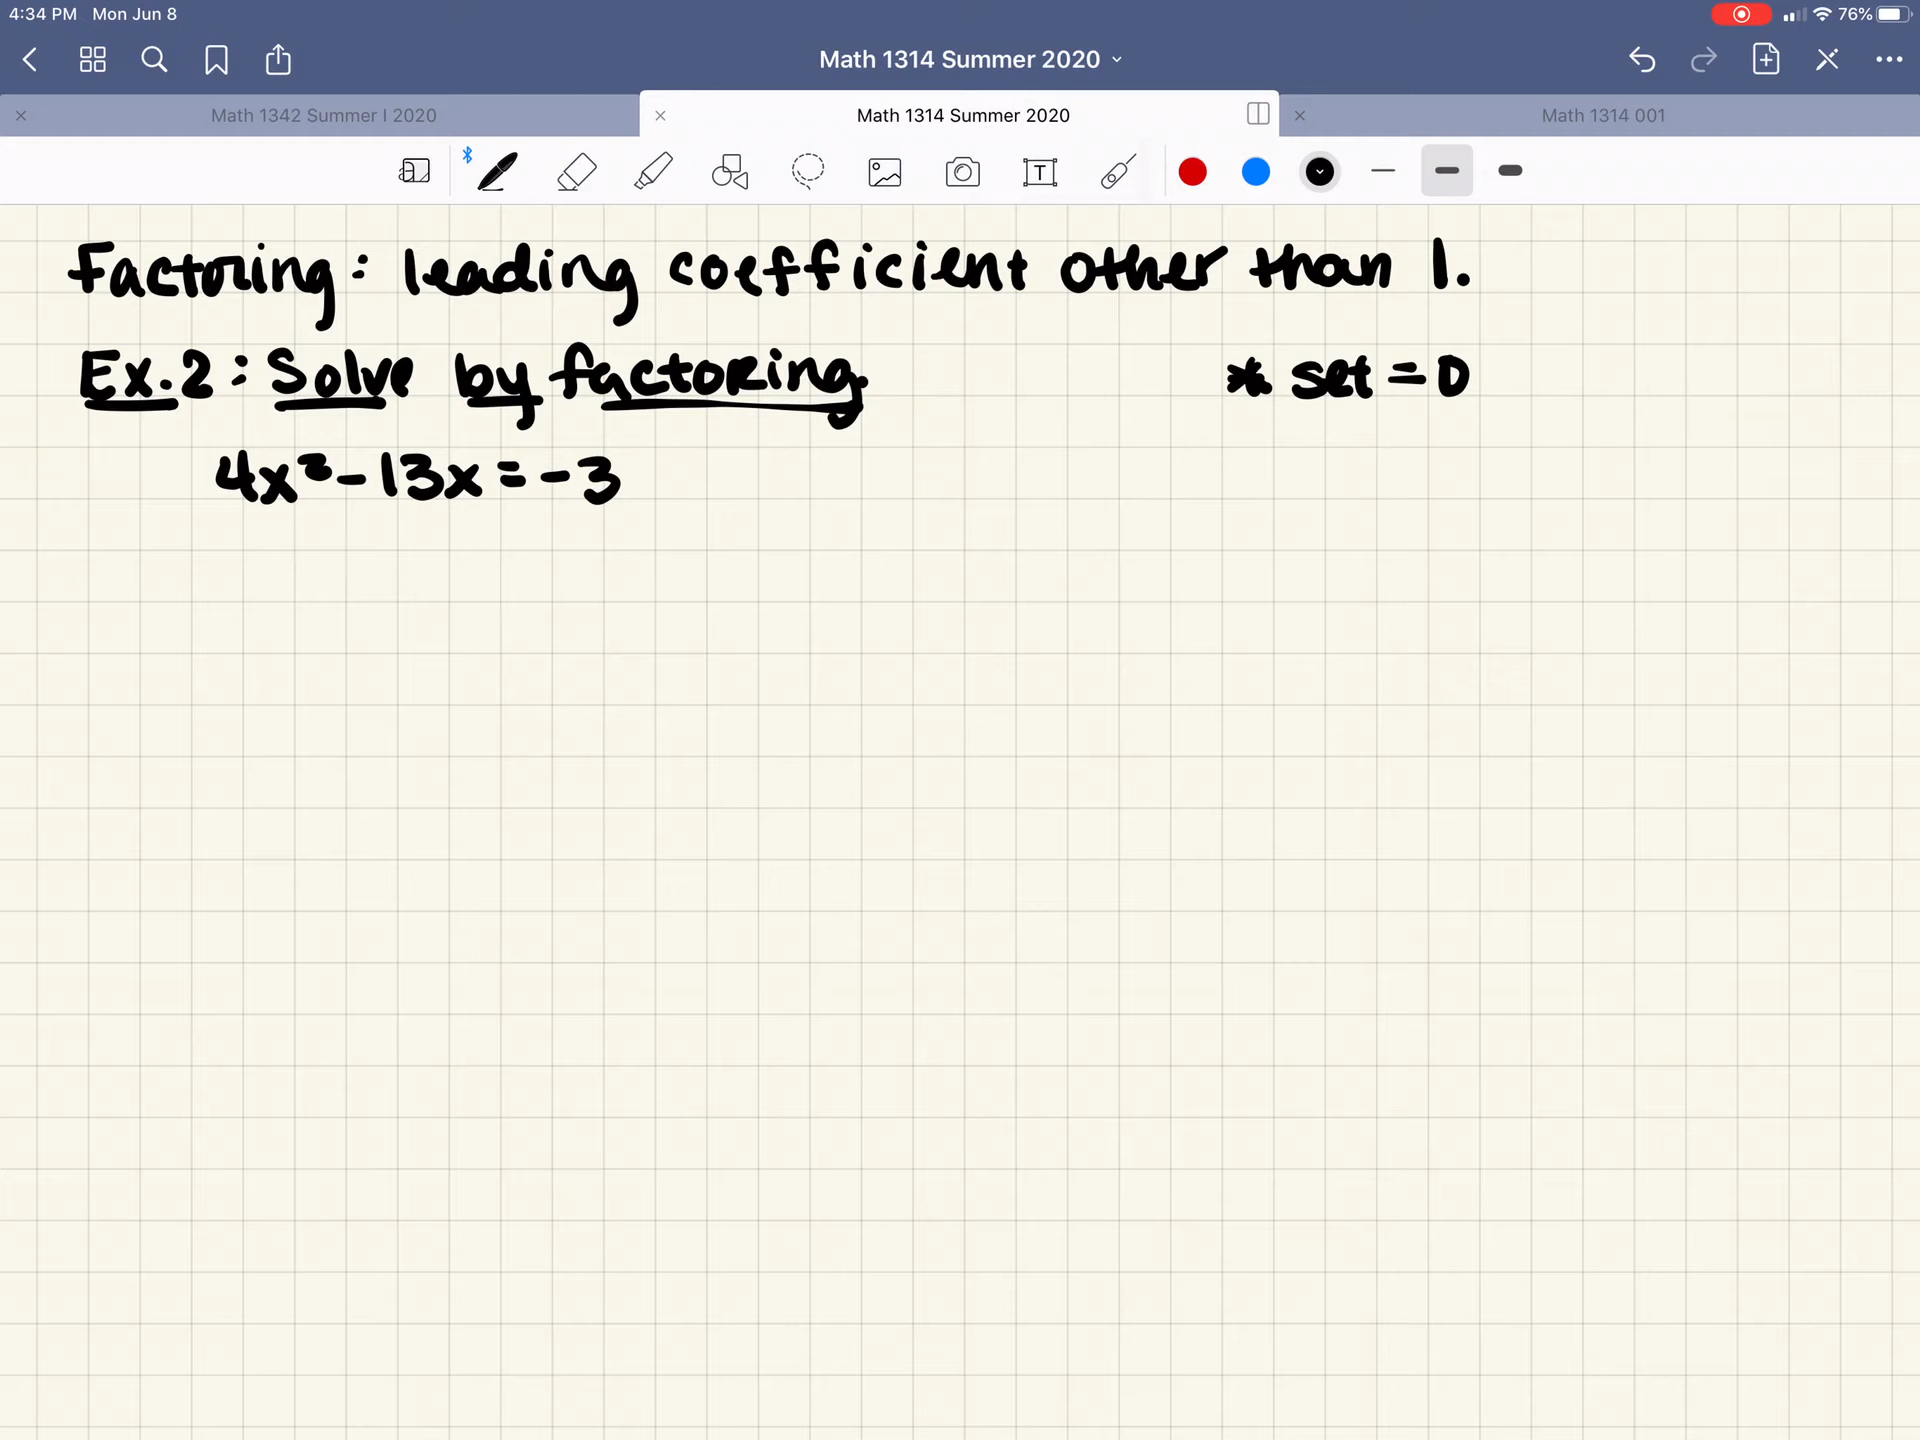 4:34 PM Mon Jun 8 76%
Math 1314 Summer 2020
Math 1342 Summer I 2020 Math 1314 Summer 2020 Math 1314 001
Factoring: leading coefficient other than 1.
Ex.2: Solve by factoring. * set = 0
4x² - 13x = -3